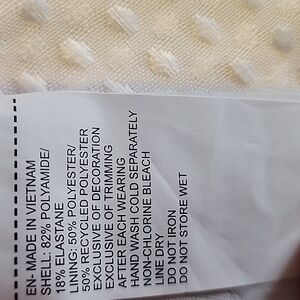 EN- MADE IN VIETNAM
SHELL: 82% POLYAMIDE/
18% ELASTANE
LINING: 50% POLYESTER/
50% RECYCLED POLYESTER
EXCLUSIVE OF DECORATION
EXCLUSIVE OF TRIMMING
AFTER EACH WEARING
HAND WASH COLD SEPARATELY
NON-CHLORINE BLEACH
LINE DRY
DO NOT IRON
DO NOT STORE WET